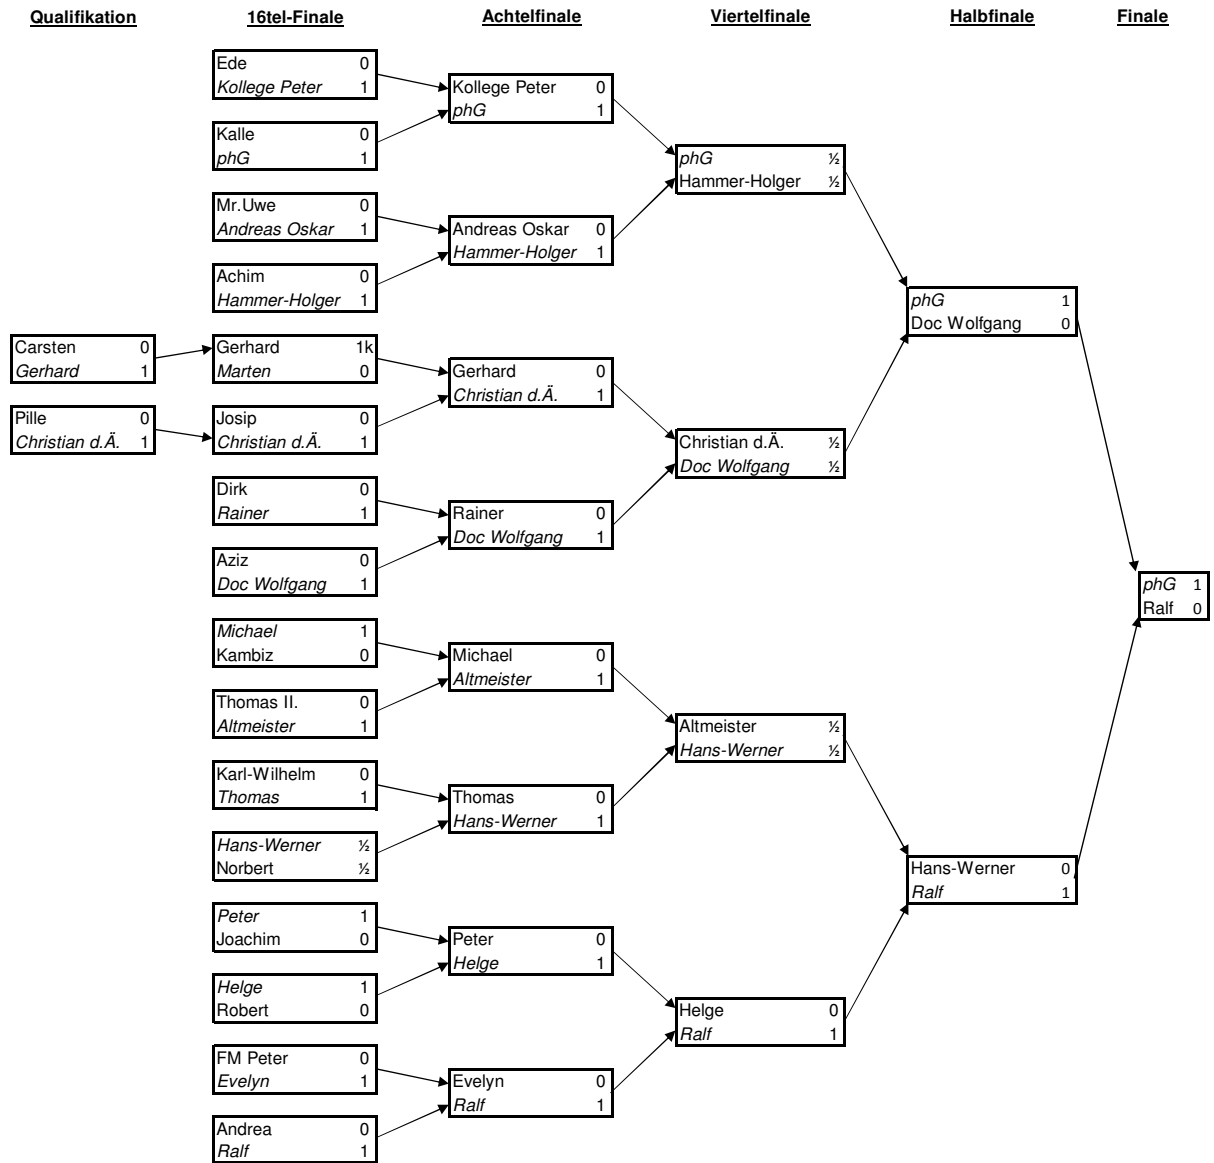 Qualifikation 16tel-Finale Achtelfinale Viertelfinale Halbfinale Finale
Ede 0
Kollege Peter 1
Kalle 0
phG 1
Mr.Uwe 0
Andreas Oskar 1
Achim 0
Hammer-Holger 1
Carsten 0
Gerhard 1
Pille 0
Christian d.Ä. 1
Gerhard 1k
Marten 0
Josip 0
Christian d.Ä. 1
Dirk 0
Rainer 1
Aziz 0
Doc Wolfgang 1
Michael 1
Kambiz 0
Thomas II. 0
Altmeister 1
Karl-Wilhelm 0
Thomas 1
Hans-Werner ½
Norbert ½
Peter 1
Joachim 0
Helge 1
Robert 0
FM Peter 0
Evelyn 1
Andrea 0
Ralf 1
Kollege Peter 0
phG 1
Andreas Oskar 0
Hammer-Holger 1
Gerhard 0
Christian d.Ä. 1
Rainer 0
Doc Wolfgang 1
Michael 0
Altmeister 1
Thomas 0
Hans-Werner 1
Peter 0
Helge 1
Evelyn 0
Ralf 1
phG ½
Hammer-Holger ½
Christian d.Ä. ½
Doc Wolfgang ½
Altmeister ½
Hans-Werner ½
Helge 0
Ralf 1
phG 1
Doc Wolfgang 0
Hans-Werner 0
Ralf 1
phG 1
Ralf 0